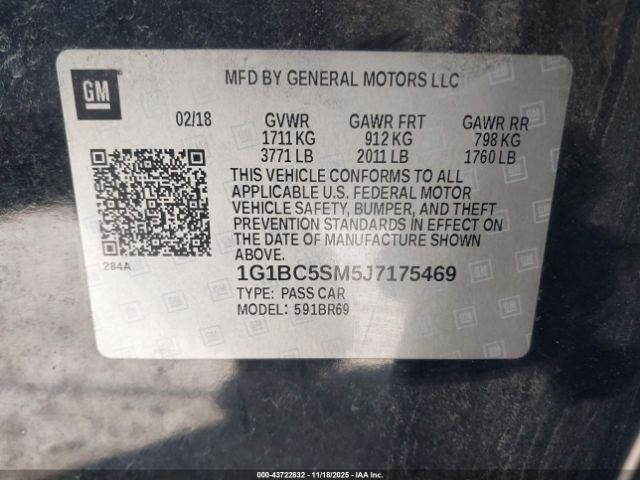 GM
MFD BY GENERAL MOTORS LLC
02/18 GVWR GAWR FRT GAWR RR
1711 KG 912 KG 798 KG
3771 LB 2011 LB 1760 LB
THIS VEHICLE CONFORMS TO ALL
APPLICABLE U.S. FEDERAL MOTOR
VEHICLE SAFETY, BUMPER, AND THEFT
PREVENTION STANDARDS IN EFFECT ON
THE DATE OF MANUFACTURE SHOWN
ABOVE.
284A
1G1BC5SM5J7175469
TYPE: PASS CAR
MODEL: 591BR69
000-43722832 - 11/18/2025 - IAA Inc.